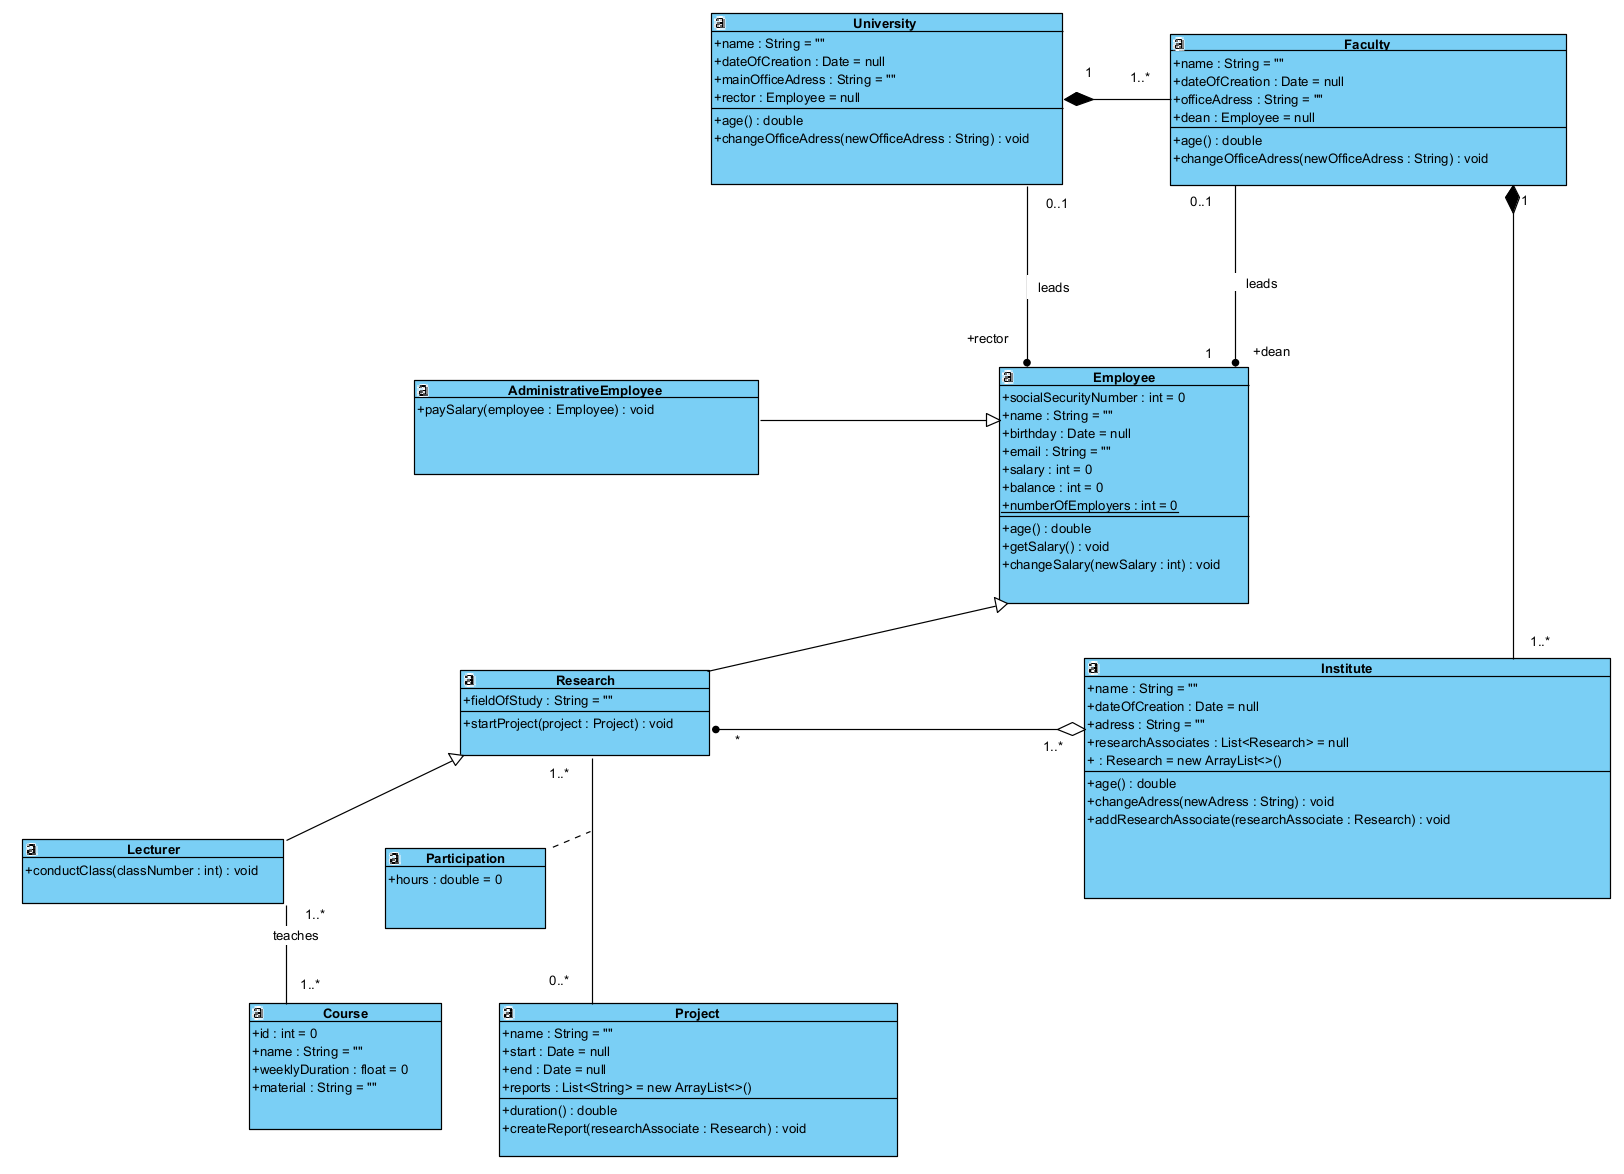 University
+name : String = ""
+dateOfCreation : Date = null
+mainOfficeAdress : String = ""
+rector : Employee = null
+age() : double
+changeOfficeAdress(newOfficeAdress : String) : void
1
1..*
Faculty
+name : String = ""
+dateOfCreation : Date = null
+officeAdress : String = ""
+dean : Employee = null
+age() : double
+changeOfficeAdress(newOfficeAdress : String) : void
0..1
leads
+rector
0..1
leads
1
+dean
1
1..*
AdministrativeEmployee
+paySalary(employee : Employee) : void
Employee
+socialSecurityNumber : int = 0
+name : String = ""
+birthday : Date = null
+email : String = ""
+salary : int = 0
+balance : int = 0
+numberOfEmployers : int = 0
+age() : double
+getSalary() : void
+changeSalary(newSalary : int) : void
Research
+fieldOfStudy : String = ""
+startProject(project : Project) : void
*
1..*
Institute
+name : String = ""
+dateOfCreation : Date = null
+adress : String = ""
+researchAssociates : List<Research> = null
+ : Research = new ArrayList<>()
+age() : double
+changeAdress(newAdress : String) : void
+addResearchAssociate(researchAssociate : Research) : void
1..*
Lecturer
+conductClass(classNumber : int) : void
Participation
+hours : double = 0
1..*
teaches
1..*
0..*
Course
+id : int = 0
+name : String = ""
+weeklyDuration : float = 0
+material : String = ""
Project
+name : String = ""
+start : Date = null
+end : Date = null
+reports : List<String> = new ArrayList<>()
+duration() : double
+createReport(researchAssociate : Research) : void